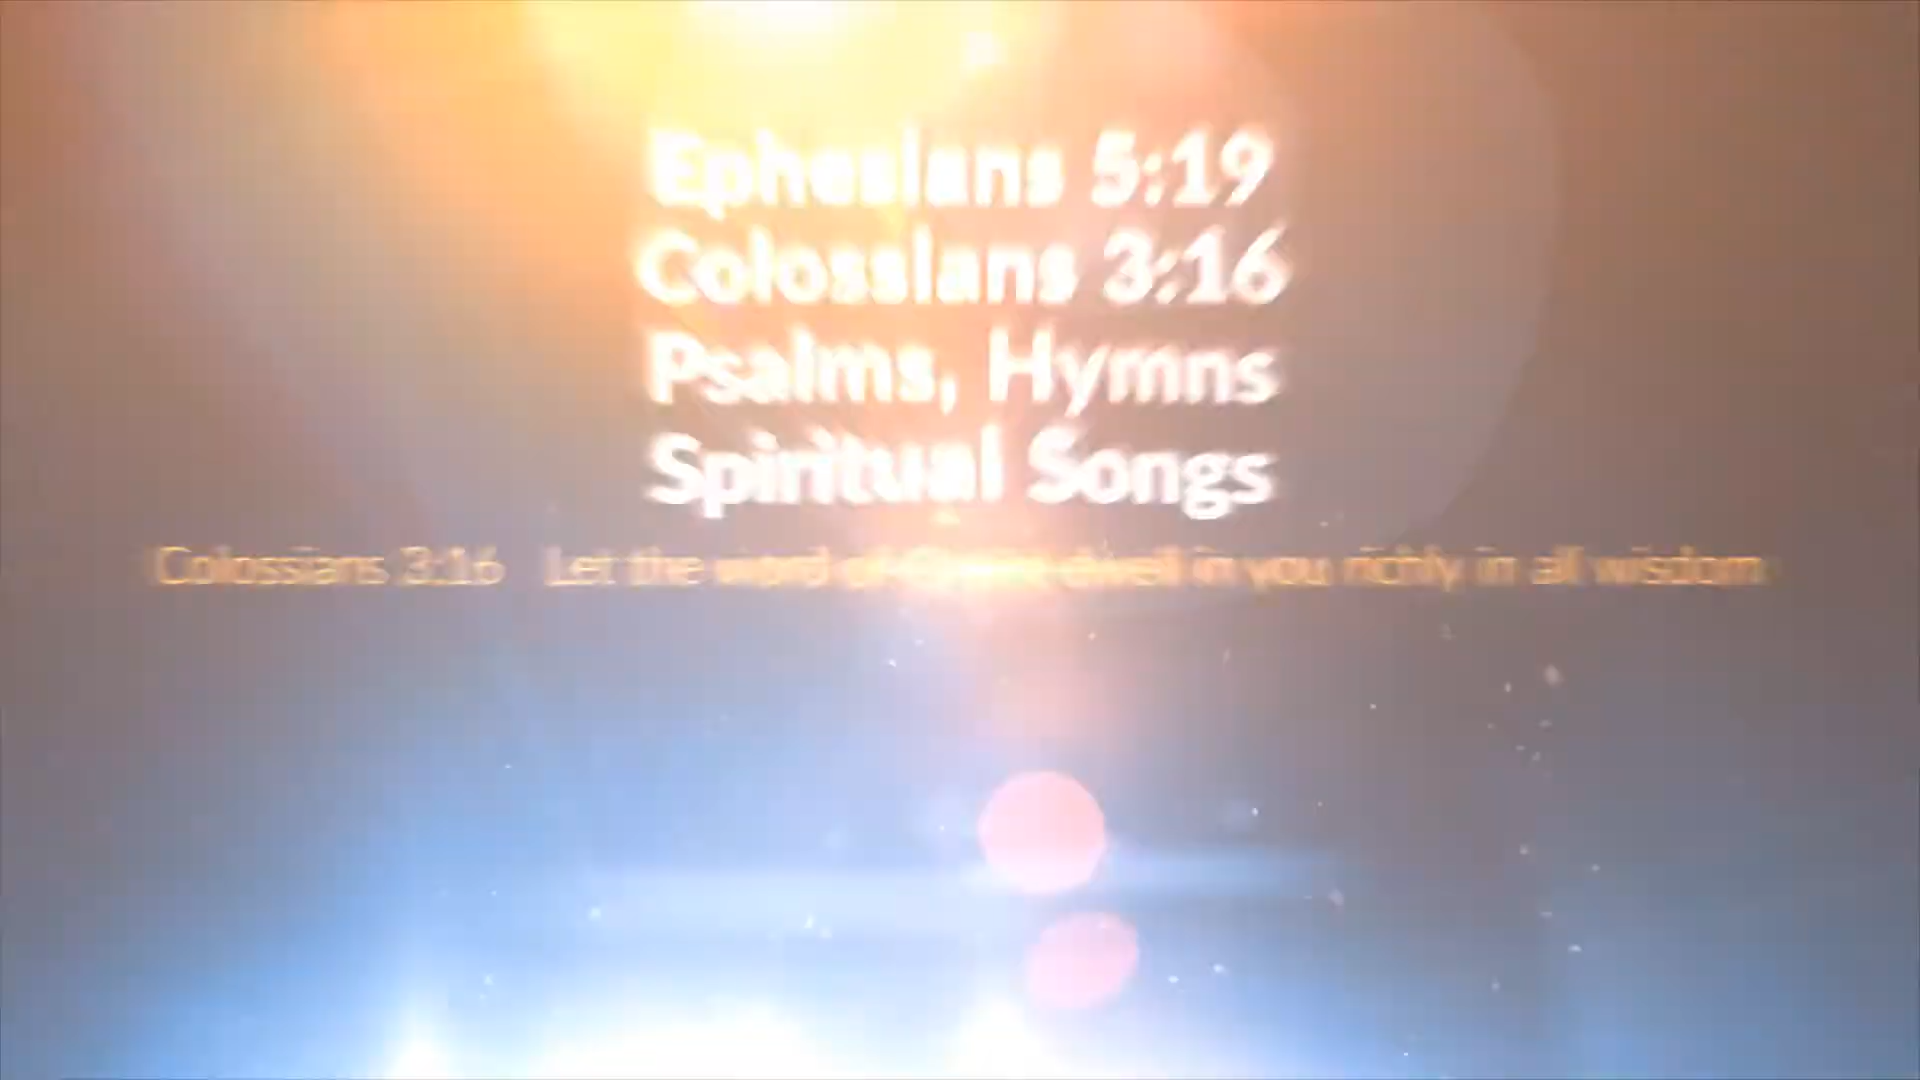 Ephesians 5:19
Colossians 3:16
Psalms, Hymns
Spiritual Songs
Colossians 3:16 Let the word of Christ dwell in you richly in all wisdom